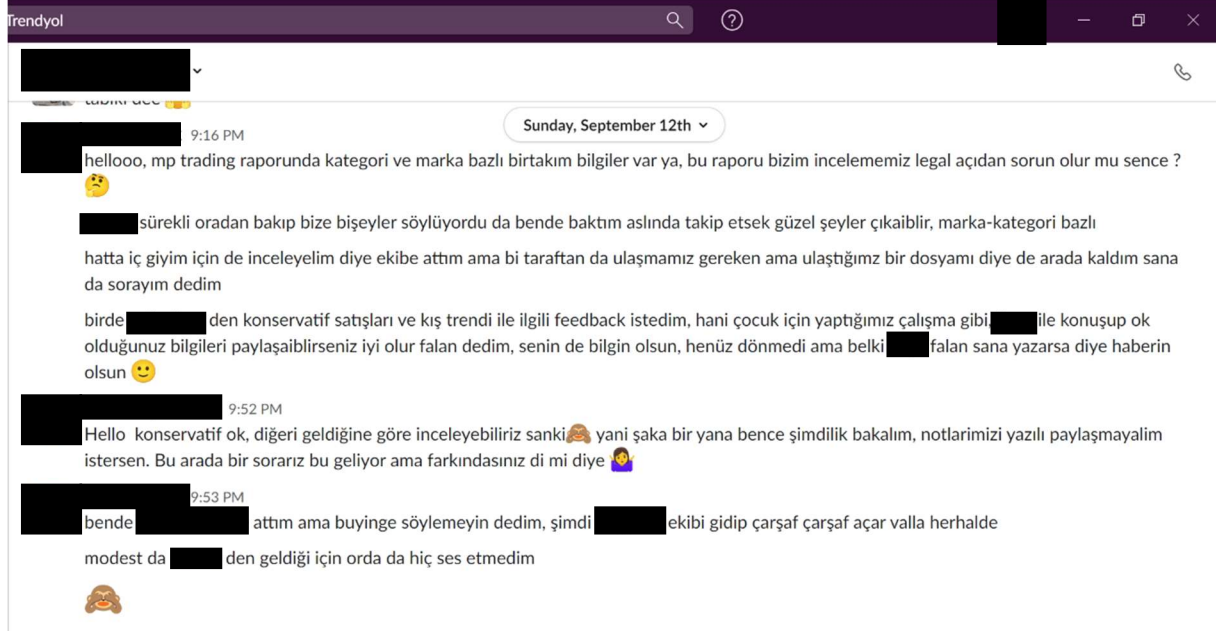 Trendyol
Sunday, September 12th
9:16 PM
hellooo, mp trading raporunda kategori ve marka bazlı birtakım bilgiler var ya, bu raporu bizim incelememiz legal açıdan sorun olur mu sence ?
🤔
sürekli oradan bakıp bize bişeyler söylüyordu da bende baktım aslında takip etsek güzel şeyler çıkaiblir, marka-kategori bazlı
hatta iç giyim için de inceleyelim diye ekibe attım ama bi taraftan da ulaşmamız gereken ama ulaştığımz bir dosyamı diye de arada kaldım sana
da sorayım dedim
birde den konservatif satışları ve kış trendi ile ilgili feedback istedim, hani çocuk için yaptığımız çalışma gibi, ile konuşup ok
olduğunuz bilgileri paylaşaiblirseniz iyi olur falan dedim, senin de bilgin olsun, henüz dönmedi ama belki falan sana yazarsa diye haberin
olsun 🙂
9:52 PM
Hello konservatif ok, diğeri geldiğine göre inceleyebiliriz sanki🙈 yani şaka bir yana bence şimdilik bakalım, notlarimizi yazılı paylaşmayalim
istersen. Bu arada bir sorarız bu geliyor ama farkındasınız di mi diye 🤷‍♀️
9:53 PM
bende attım ama buyinge söylemeyin dedim, şimdi ekibi gidip çarşaf çarşaf açar valla herhalde
modest da den geldiği için orda da hiç ses etmedim
🙈